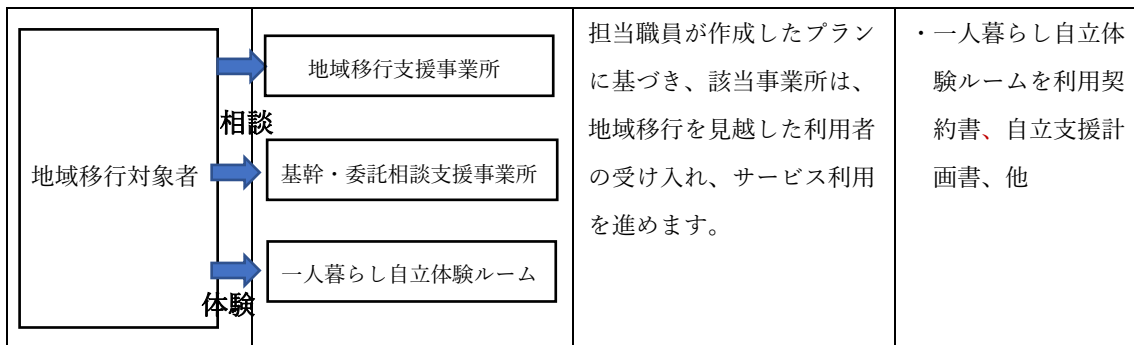 地域移行対象者
相談
体験
地域移行支援事業所
基幹・委託相談支援事業所
一人暮らし自立体験ルーム
担当職員が作成したプラン
に基づき、該当事業所は、
地域移行を見越した利用者
の受け入れ、サービス利用
を進めます。
・一人暮らし自立体
験ルームを利用契
約書、自立支援計
画書、他